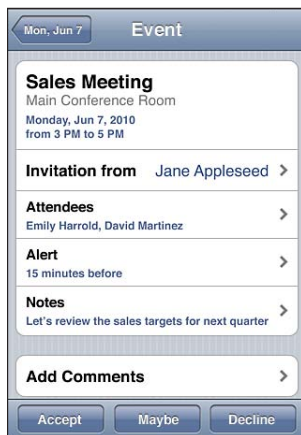 Mon, Jun 7 Event
Sales Meeting
Main Conference Room
Monday, Jun 7, 2010
from 3 PM to 5 PM
Invitation from Jane Appleseed
Attendees
Emily Harrold, David Martinez
Alert
15 minutes before
Notes
Let's review the sales targets for next quarter
Add Comments
Accept Maybe Decline